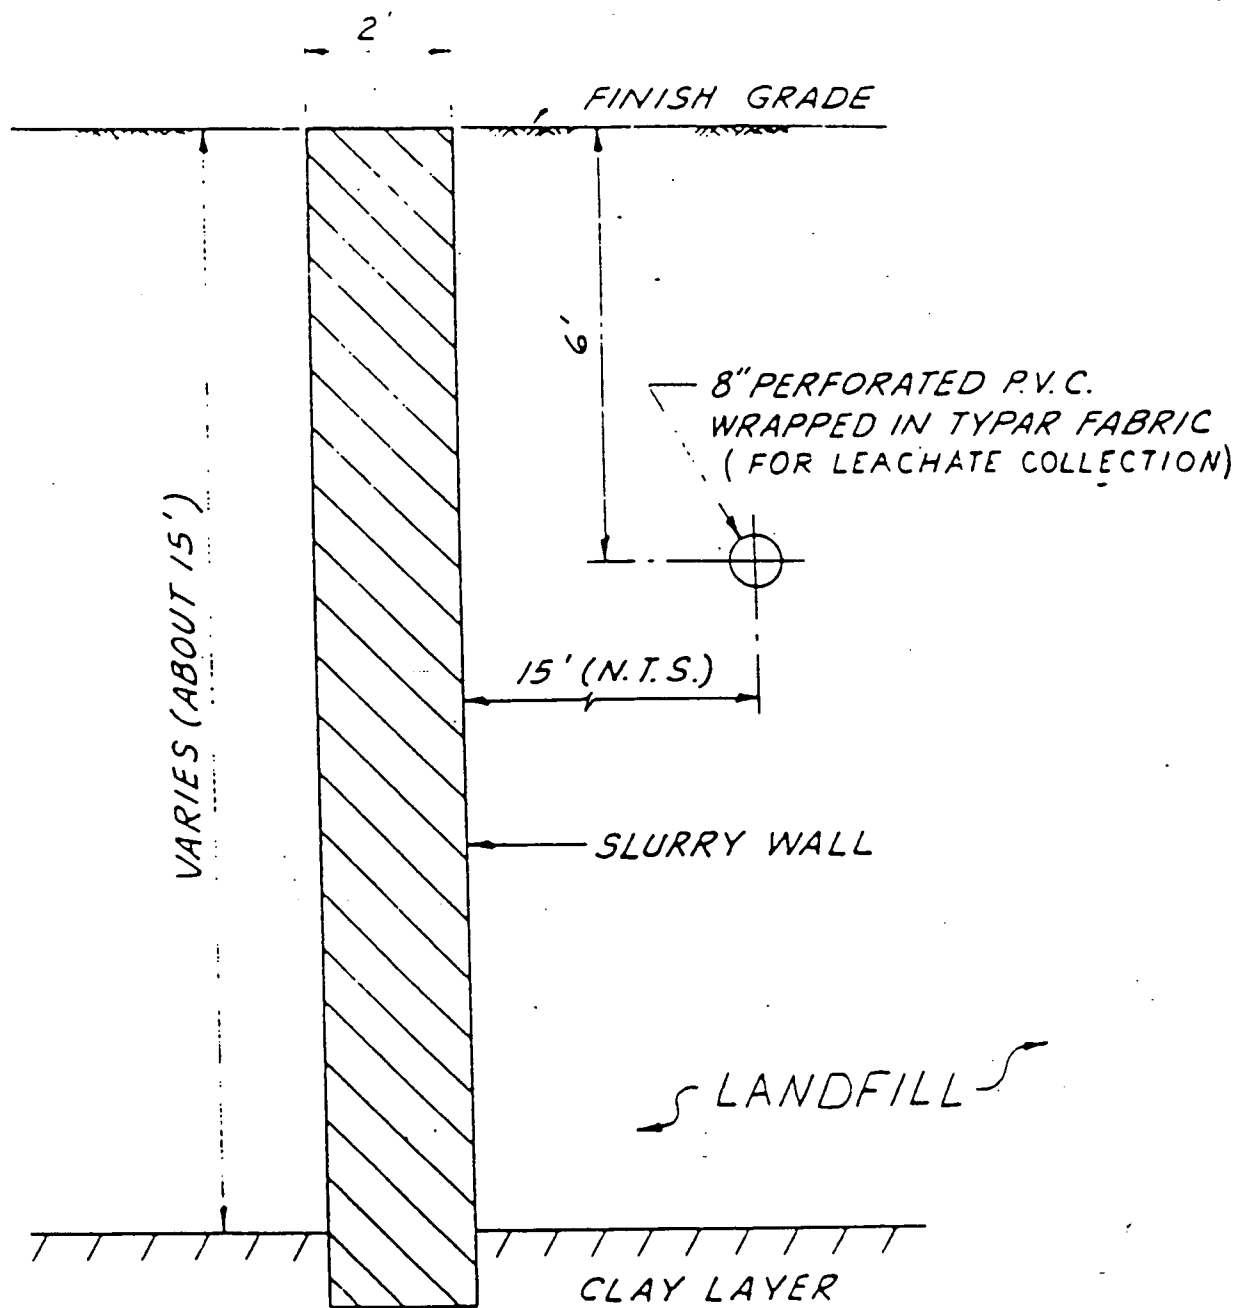 2'
FINISH GRADE
6'
8" PERFORATED P.V.C.
WRAPPED IN TYPAR FABRIC
(FOR LEACHATE COLLECTION)
VARIES (ABOUT 15')
15' (N.T.S.)
SLURRY WALL
LANDFILL
CLAY LAYER